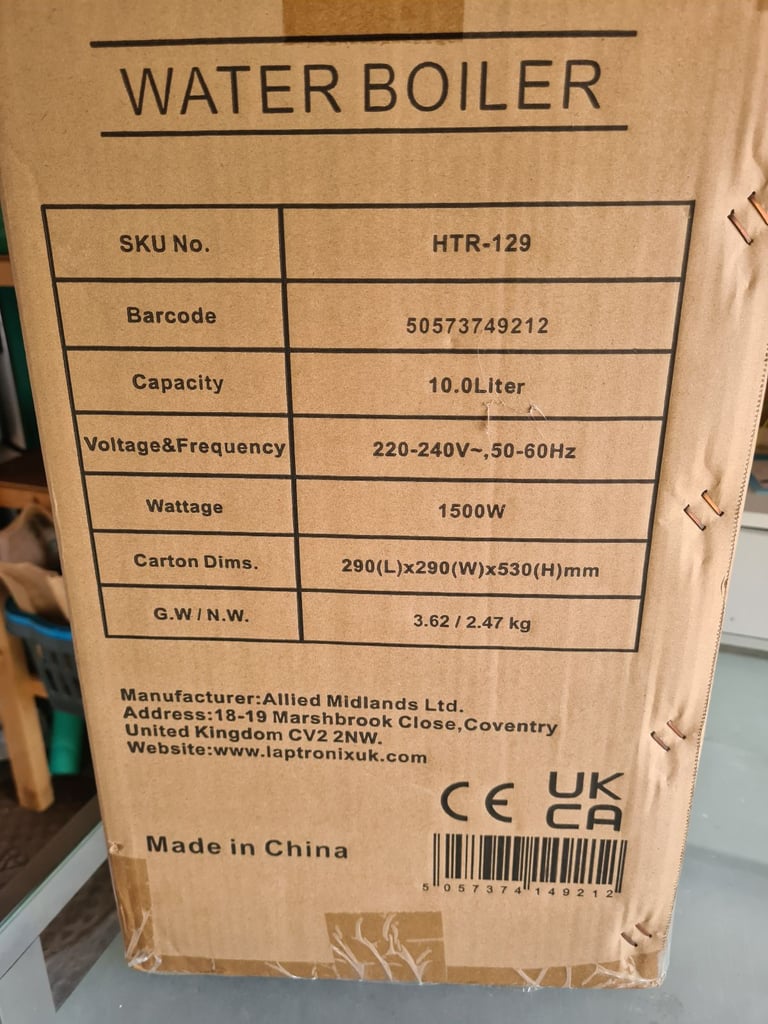 WATER BOILER
SKU No. HTR-129
Barcode 50573749212
Capacity 10.0Liter
Voltage&Frequency 220-240V~,50-60Hz
Wattage 1500W
Carton Dims. 290(L)x290(W)x530(H)mm
G.W / N.W. 3.62 / 2.47 kg
Manufacturer:Allied Midlands Ltd.
Address:18-19 Marshbrook Close,Coventry
United Kingdom CV2 2NW.
Website:www.laptronixuk.com
CE UK
CA
Made in China
5 057374 149212